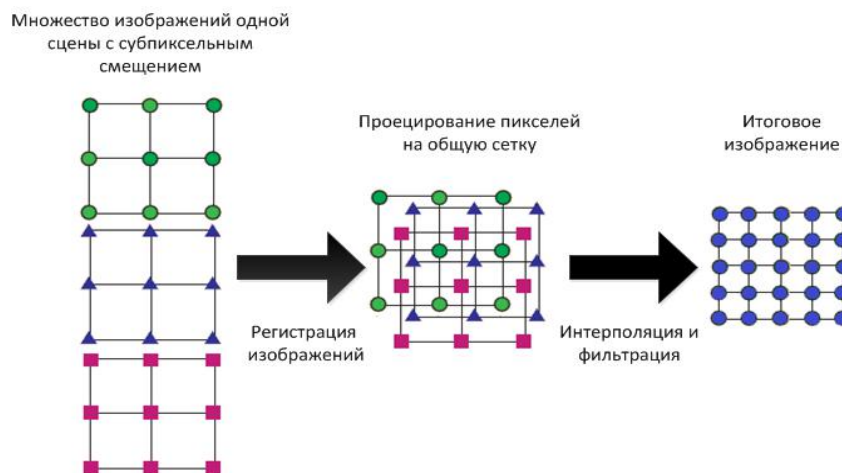 Множество изображений одной
сцены с субпиксельным
смещением
Проецирование пикселей
на общую сетку
Итоговое
изображение
Регистрация
изображений
Интерполяция и
фильтрация